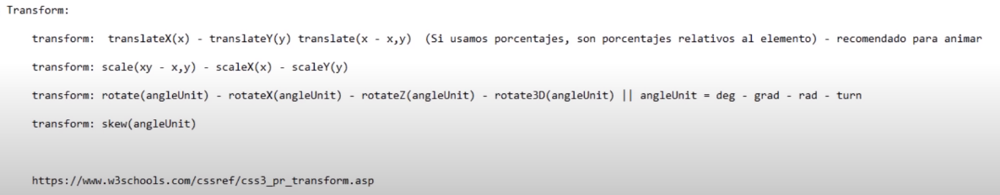 Transform:
transform: translateX(x) - translateY(y) translate(x - x,y) (Si usamos porcentajes, son porcentajes relativos al elemento) - recomendado para animar
transform: scale(xy - x,y) - scaleX(x) - scaleY(y)
transform: rotate(angleUnit) - rotateX(angleUnit) - rotateZ(angleUnit) - rotate3D(angleUnit) || angleUnit = deg - grad - rad - turn
transform: skew(angleUnit)
https://www.w3schools.com/cssref/css3_pr_transform.asp